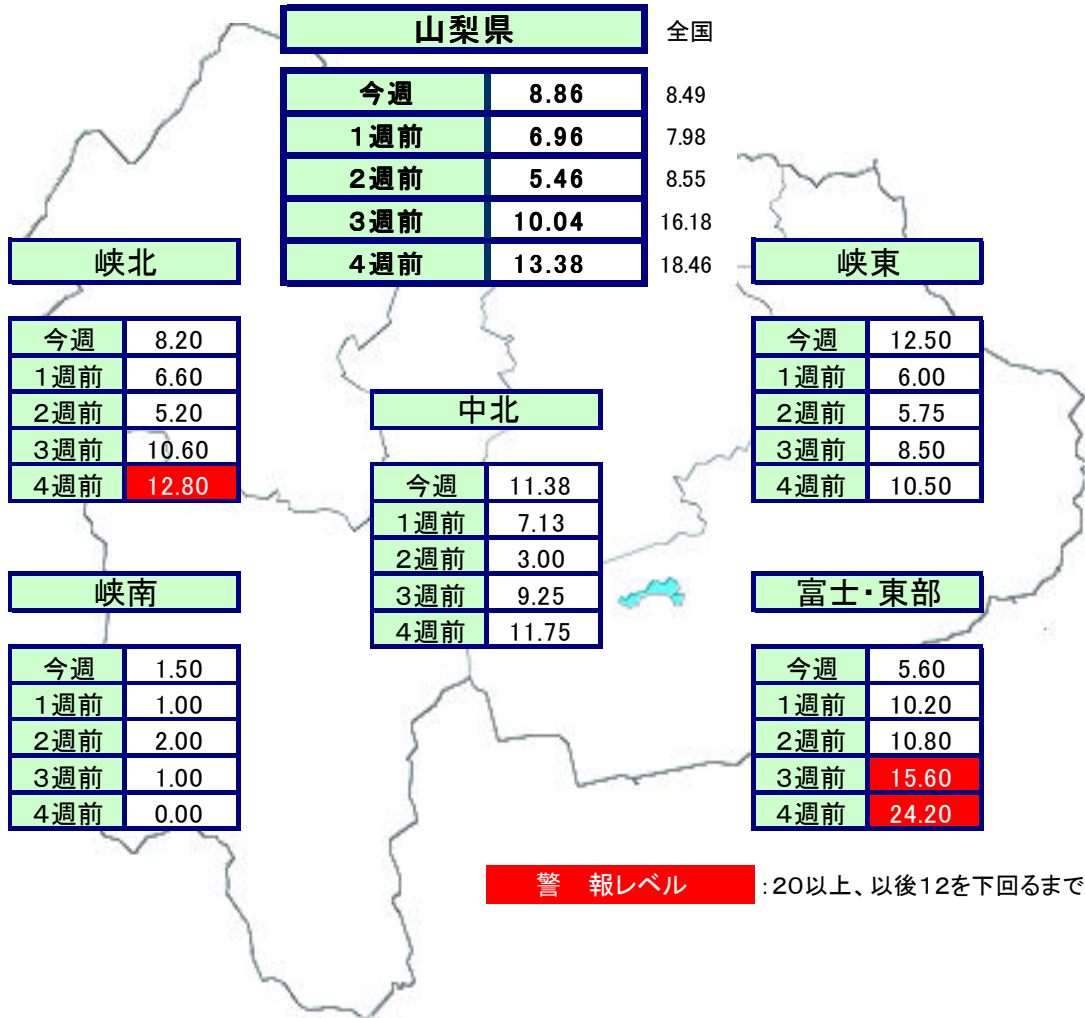 山梨県 全国
今週 8.86 8.49
1週前 6.96 7.98
2週前 5.46 8.55
3週前 10.04 16.18
4週前 13.38 18.46
峡北
今週 8.20
1週前 6.60
2週前 5.20
3週前 10.60
4週前 12.80
峡東
今週 12.50
1週前 6.00
2週前 5.75
3週前 8.50
4週前 10.50
中北
今週 11.38
1週前 7.13
2週前 3.00
3週前 9.25
4週前 11.75
峡南
今週 1.50
1週前 1.00
2週前 2.00
3週前 1.00
4週前 0.00
富士・東部
今週 5.60
1週前 10.20
2週前 10.80
3週前 15.60
4週前 24.20
警 報レベル :20以上、以後12を下回るまで